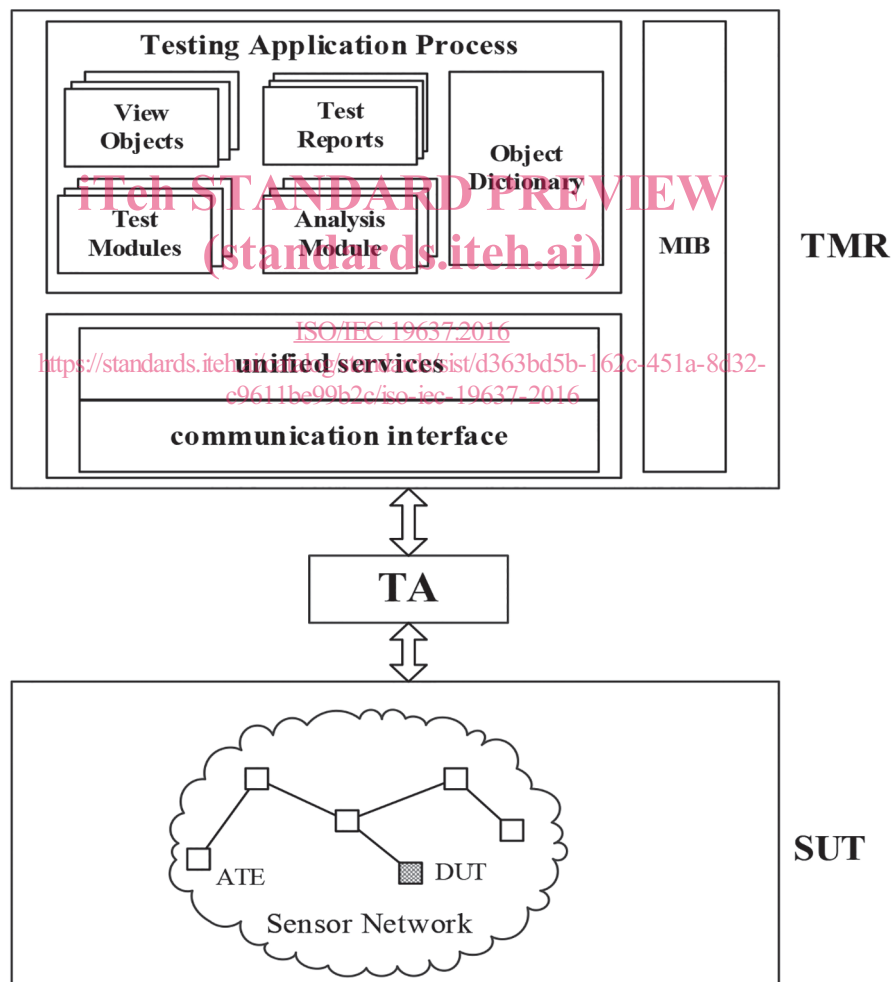 Testing Application Process
View
Objects
Test
Reports
Object
Dictionary
Test
Modules
Analysis
Module
MIB
TMR
iTeh STANDARD PREVIEW
(standards.iteh.ai)
ISO/IEC 19637:2016
https://standards.iteh.ai/catalog/standards/sist/d363bd5b-162c-451a-8d32-
c9611be99b2c/iso-iec-19637-2016
unified services
communication interface
TA
ATE
DUT
Sensor Network
SUT